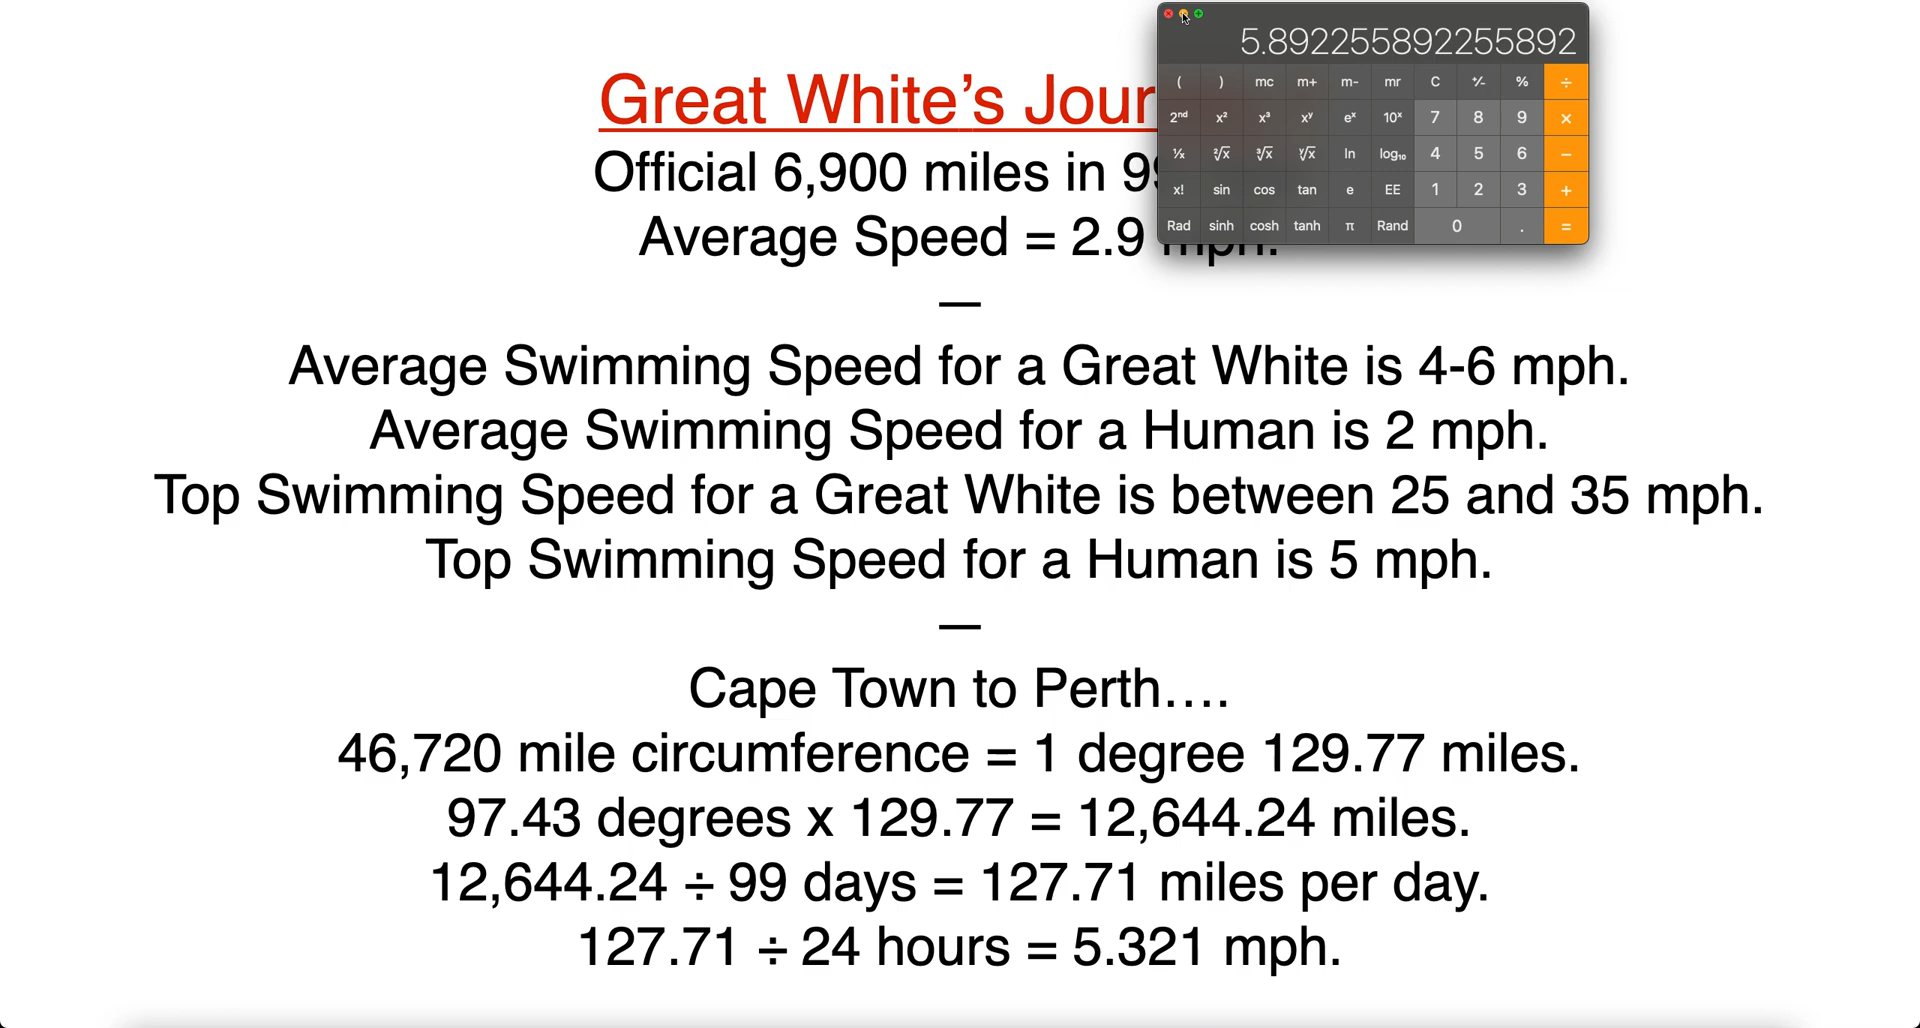 5.892255892255892
( ) mc m+ m- mr C ⁺∕₋ % ÷
2ⁿᵈ x² x³ xʸ eˣ 10ˣ 7 8 9 ×
¹∕ₓ ²√x ³√x ʸ√x ln log₁₀ 4 5 6 −
x! sin cos tan e EE 1 2 3 +
Rad sinh cosh tanh π Rand 0 . =
Great White’s Jour
Official 6,900 miles in 9
Average Speed = 2.9 mph.
—
Average Swimming Speed for a Great White is 4-6 mph.
Average Swimming Speed for a Human is 2 mph.
Top Swimming Speed for a Great White is between 25 and 35 mph.
Top Swimming Speed for a Human is 5 mph.
—
Cape Town to Perth….
46,720 mile circumference = 1 degree 129.77 miles.
97.43 degrees x 129.77 = 12,644.24 miles.
12,644.24 ÷ 99 days = 127.71 miles per day.
127.71 ÷ 24 hours = 5.321 mph.